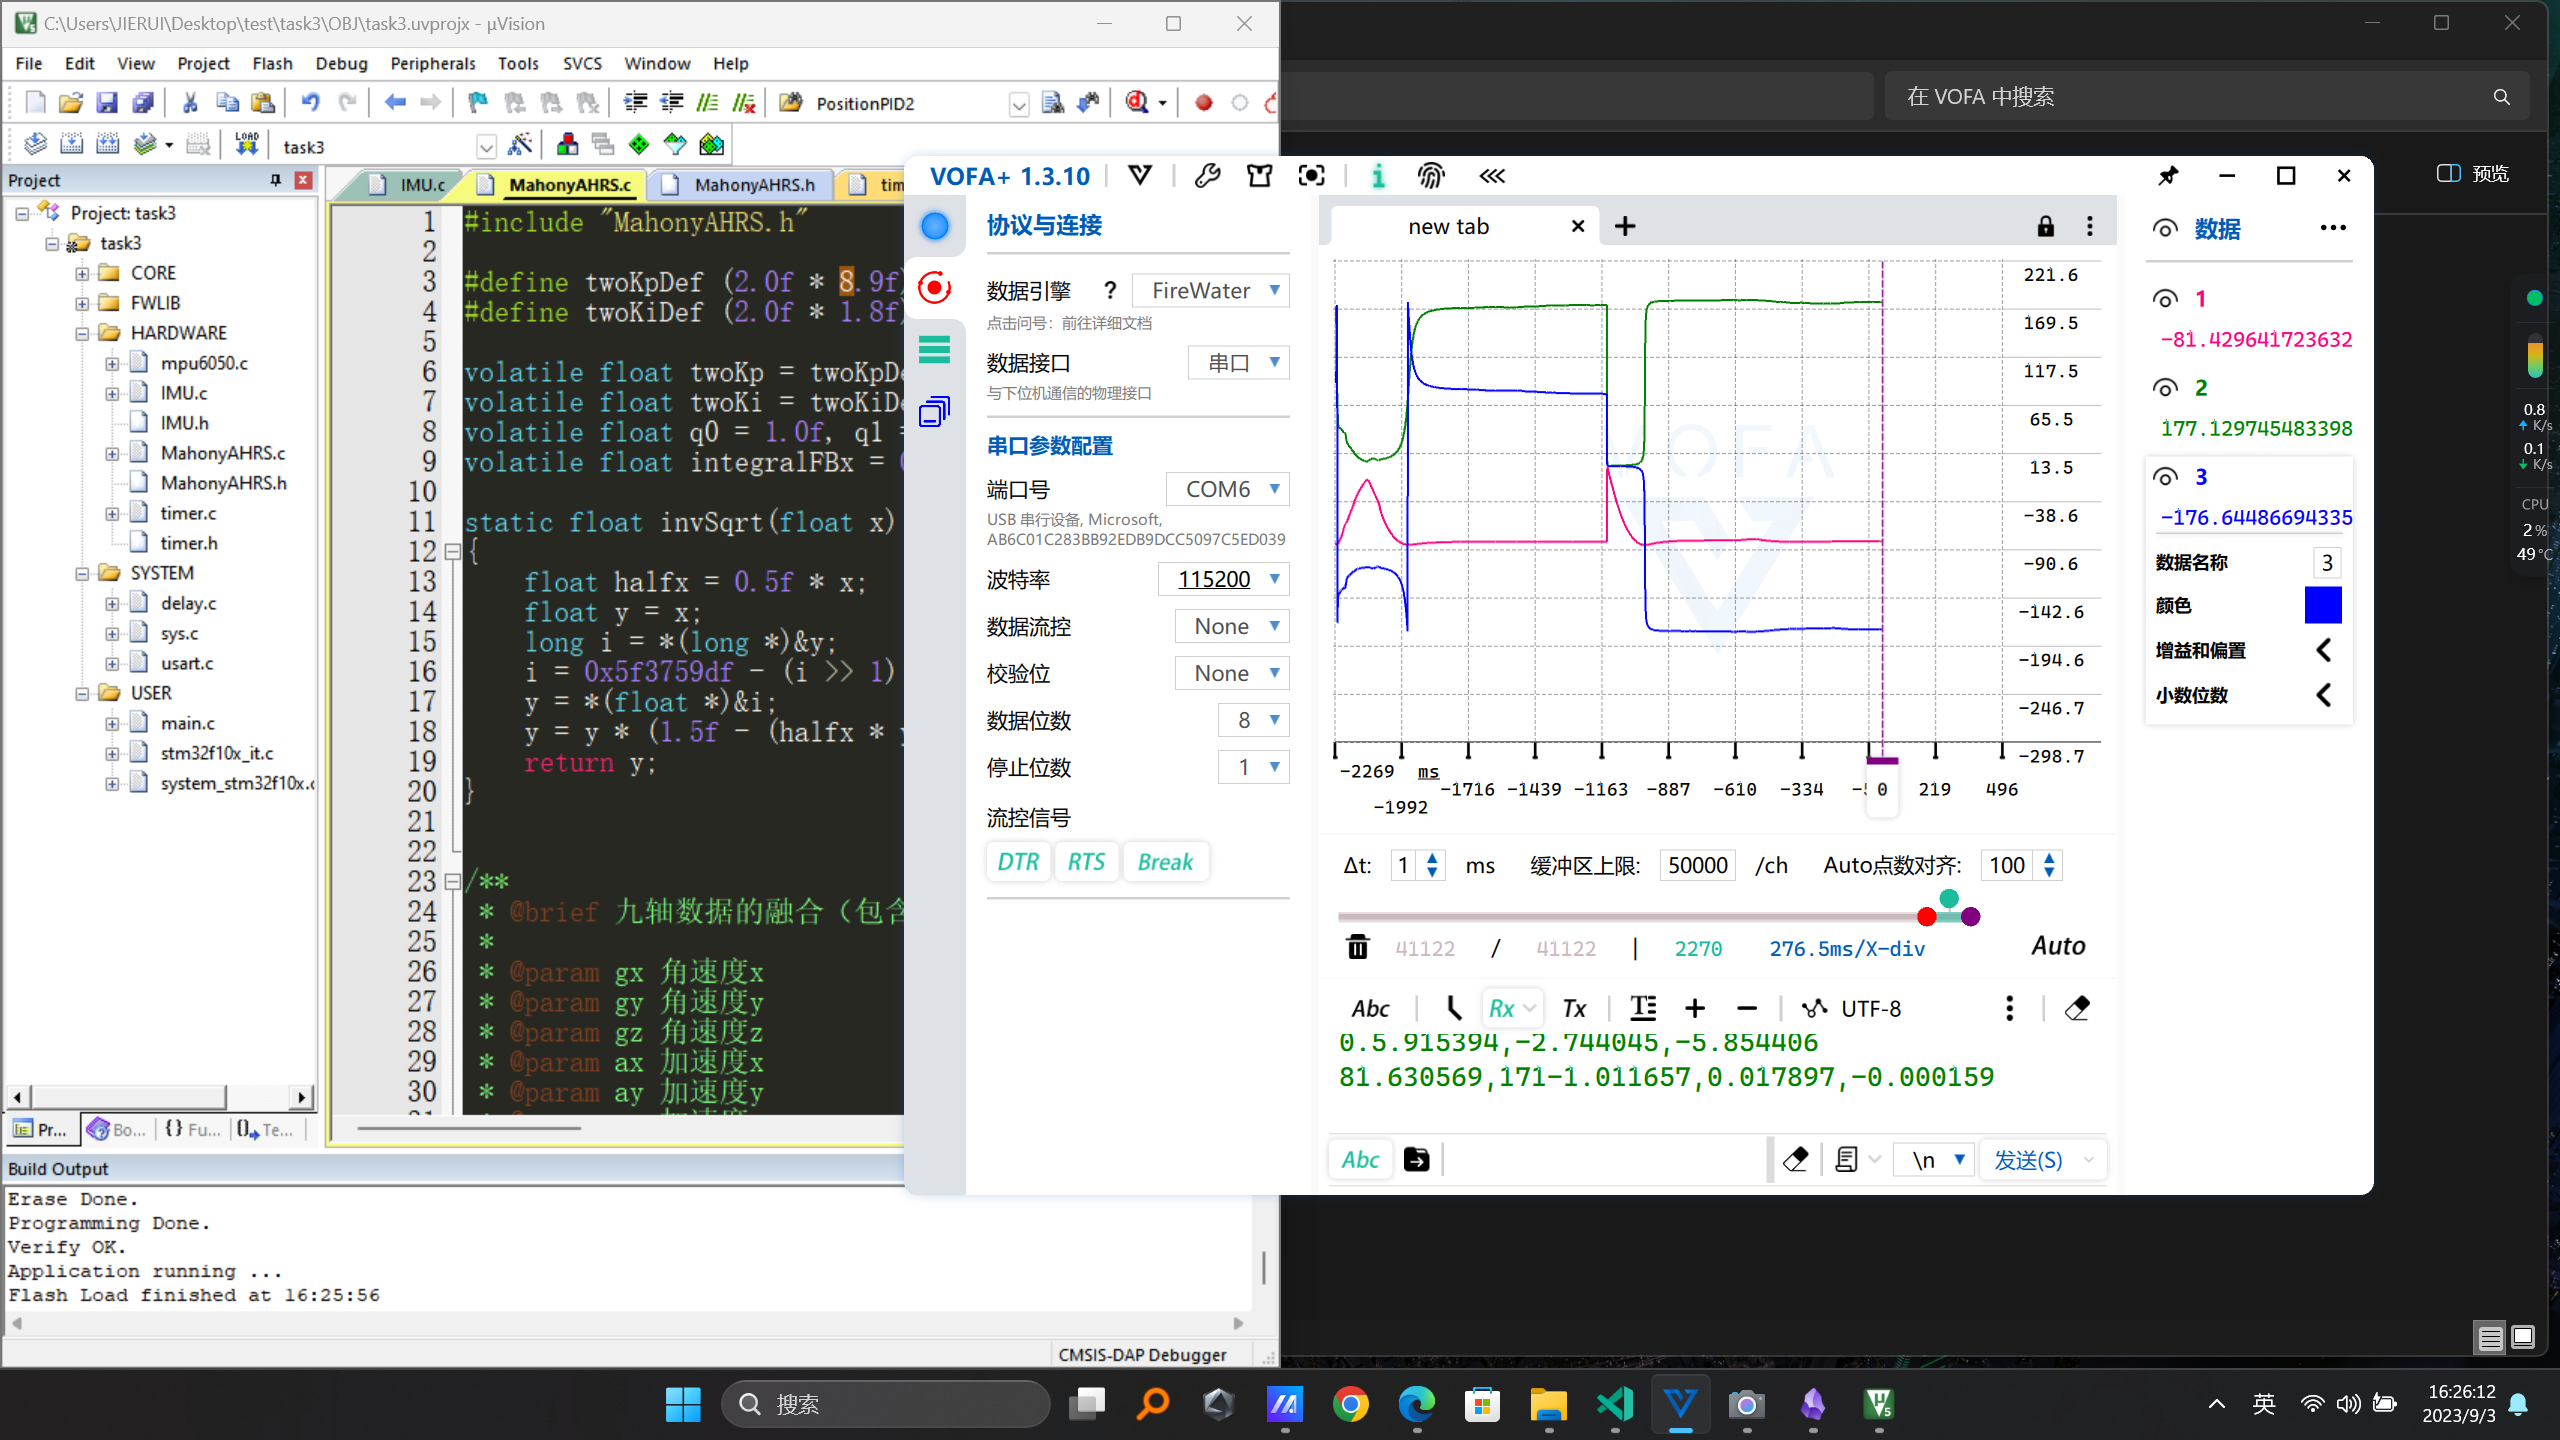 C:\Users\JIERUI\Desktop\test\task3\OBJ\task3.uvprojx - µVision
File Edit View Project Flash Debug Peripherals Tools SVCS Window Help
PositionPID2
LOAD
task3
Project
Project: task3
task3
CORE
FWLIB
HARDWARE
mpu6050.c
IMU.c
IMU.h
MahonyAHRS.c
MahonyAHRS.h
timer.c
timer.h
SYSTEM
delay.c
sys.c
usart.c
USER
main.c
stm32f10x_it.c
system_stm32f10x.c
Pr... Bo... {} Fu... Te...
IMU.c MahonyAHRS.c MahonyAHRS.h tim
1 #include "MahonyAHRS.h"
2
3 #define twoKpDef (2.0f * 8.9f)
4 #define twoKiDef (2.0f * 1.8f)
5
6 volatile float twoKp = twoKpDe
7 volatile float twoKi = twoKiDe
8 volatile float q0 = 1.0f, q1 =
9 volatile float integralFBx = 0
10
11 static float invSqrt(float x)
12 {
13 float halfx = 0.5f * x;
14 float y = x;
15 long i = *(long *)&y;
16 i = 0x5f3759df - (i >> 1)
17 y = *(float *)&i;
18 y = y * (1.5f - (halfx * y
19 return y;
20 }
21
22
23 /**
24 * @brief 九轴数据的融合（包含
25 *
26 * @param gx 角速度x
27 * @param gy 角速度y
28 * @param gz 角速度z
29 * @param ax 加速度x
30 * @param ay 加速度y
Build Output
Erase Done.
Programming Done.
Verify OK.
Application running ...
Flash Load finished at 16:25:56
CMSIS-DAP Debugger
VOFA+ 1.3.10
协议与连接
数据引擎 ? FireWater
点击问号：前往详细文档
数据接口 串口
与下位机通信的物理接口
串口参数配置
端口号 COM6
USB 串行设备, Microsoft,
AB6C01C283BB92EDB9DCC5097C5ED039
波特率 115200
数据流控 None
校验位 None
数据位数 8
停止位数 1
流控信号
DTR RTS Break
new tab
VOFA
221.6
169.5
117.5
65.5
13.5
-38.6
-90.6
-142.6
-194.6
-246.7
-298.7
-2269 ms
-1992 -1716 -1439 -1163 -887 -610 -334 0 219 496
Δt: 1 ms 缓冲区上限: 50000 /ch Auto点数对齐: 100
41122 / 41122 | 2270 276.5ms/X-div Auto
Abc Rx Tx UTF-8
0.5.915394,-2.744045,-5.854406
81.630569,171-1.011657,0.017897,-0.000159
Abc \n 发送(S)
数据
1
-81.429641723632
2
177.129745483398
3
-176.64486694335
数据名称 3
颜色
增益和偏置
小数位数
在 VOFA 中搜索
预览
0.8
K/s
0.1
K/s
CPU
2%
49°C
搜索
英
16:26:12
2023/9/3